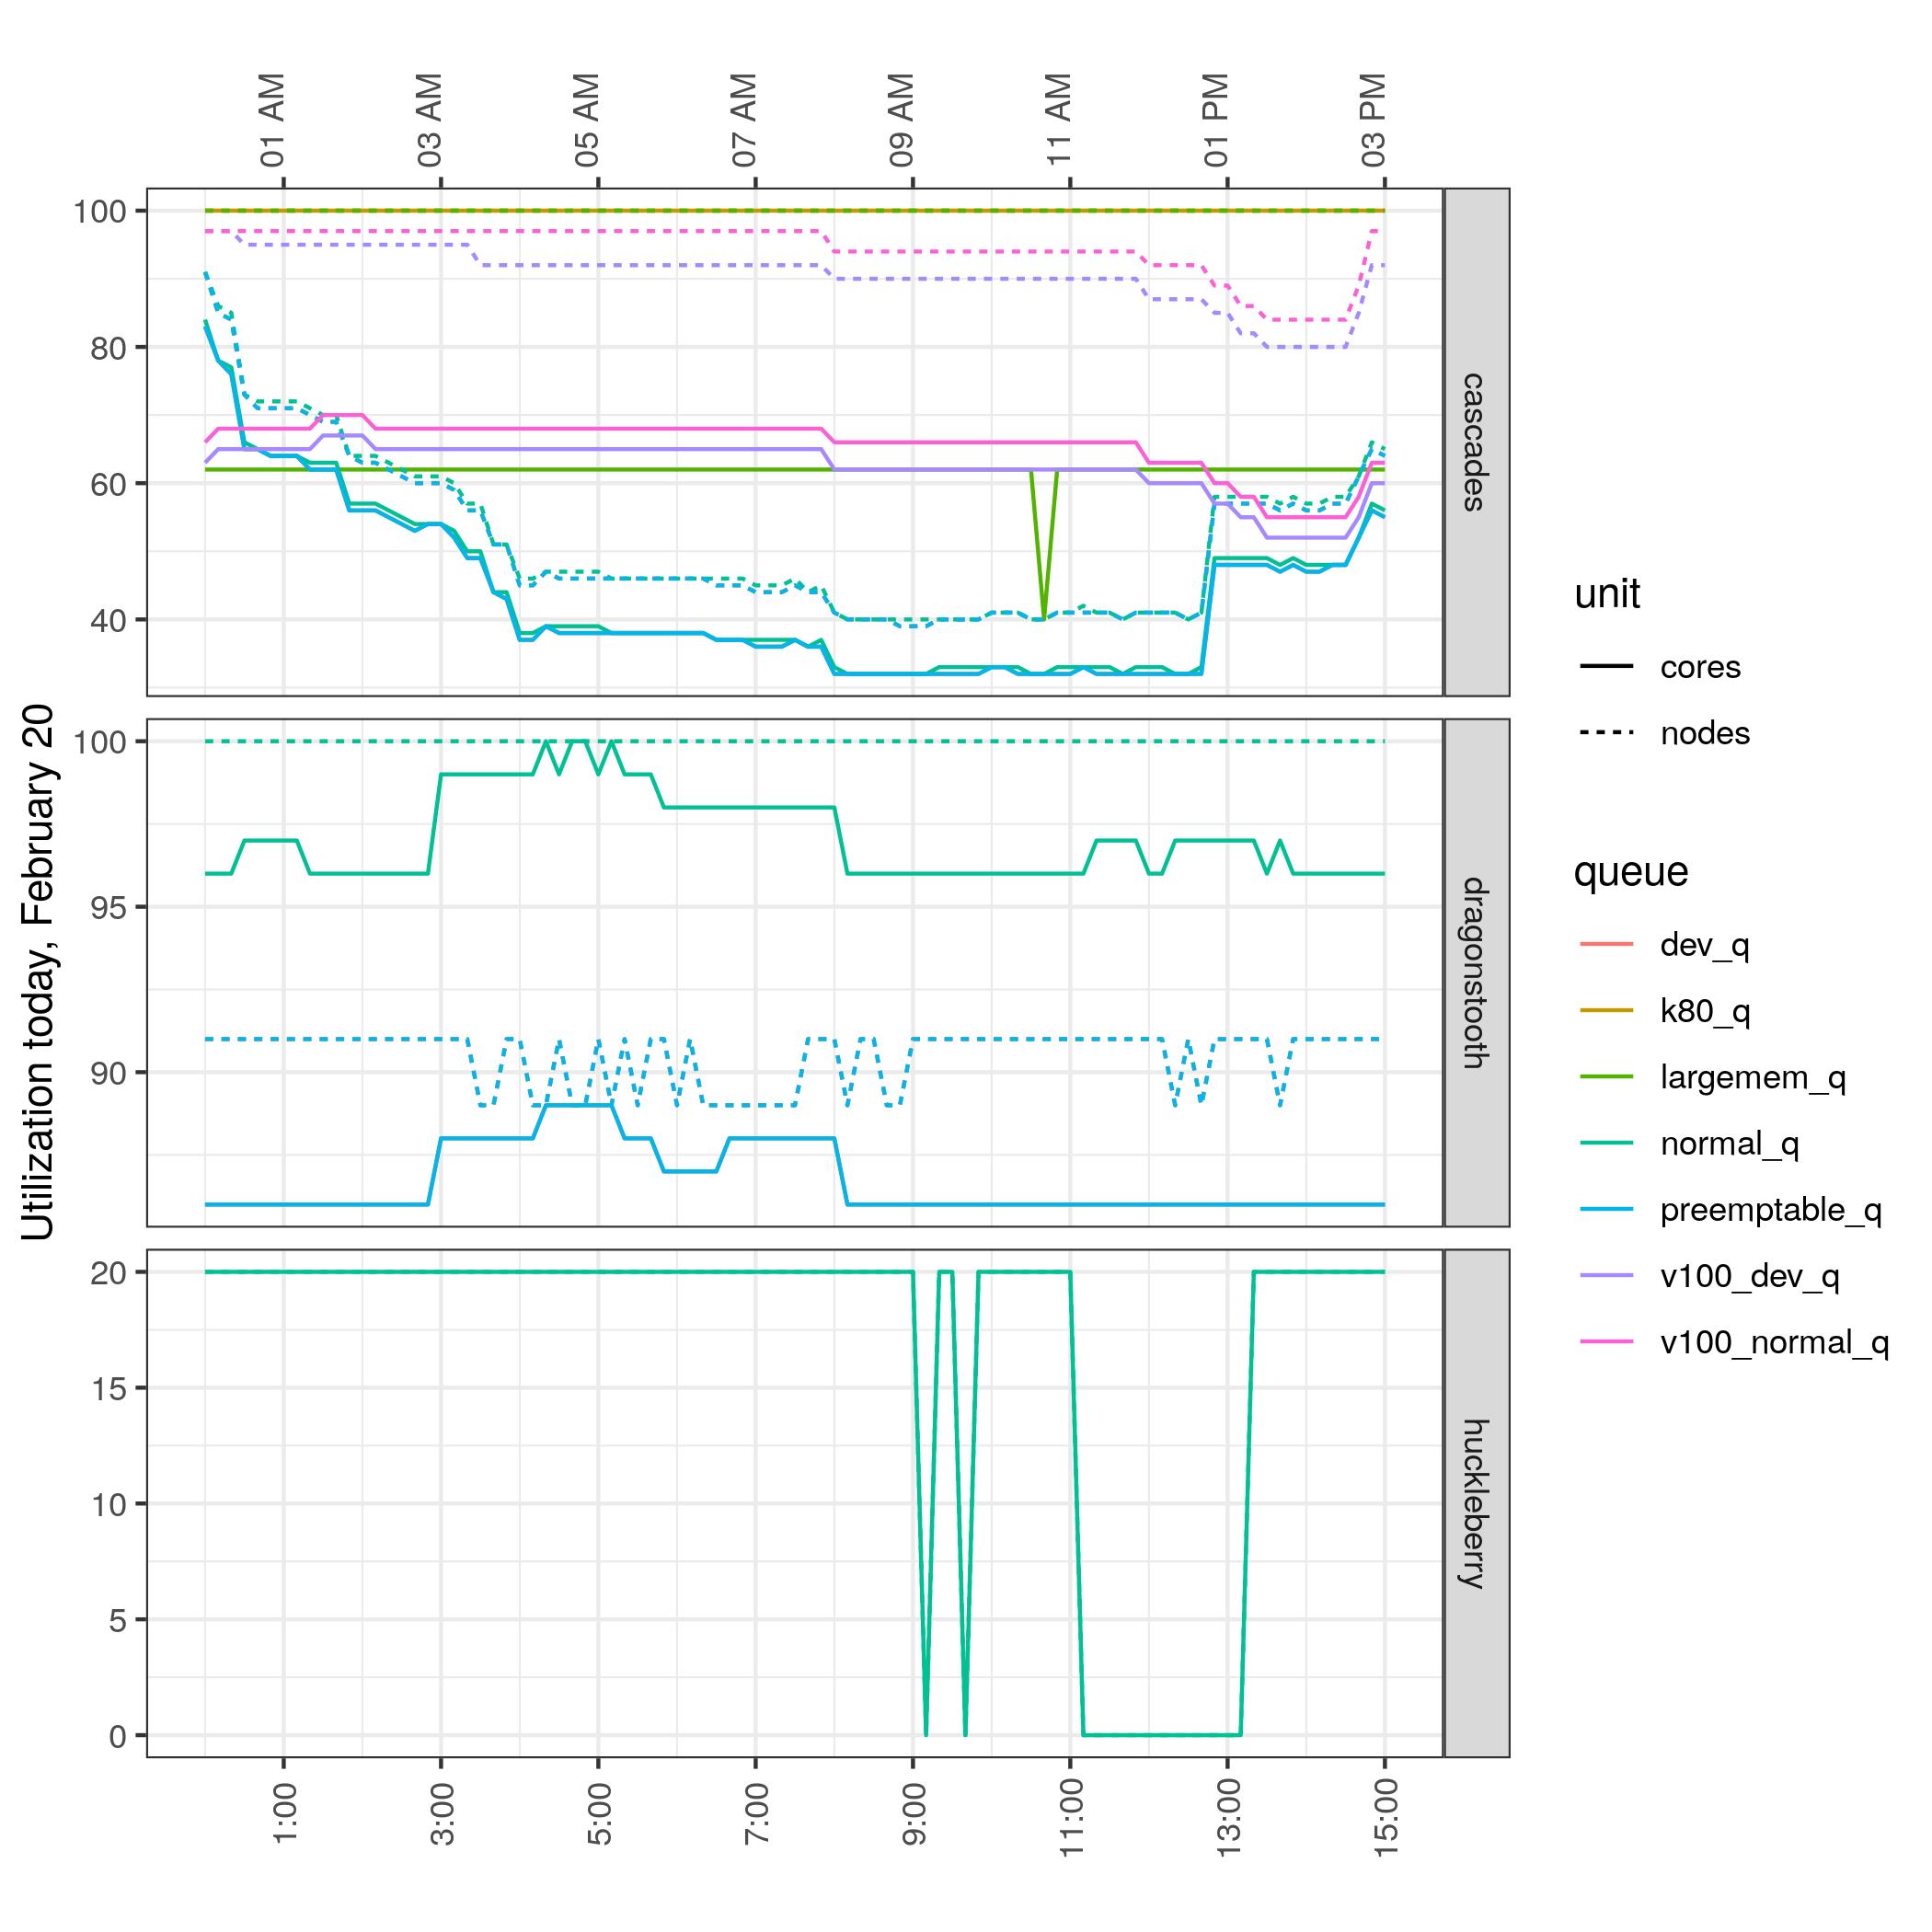 01 AM
03 AM
05 AM
07 AM
09 AM
11 AM
01 PM
03 PM
Utilization today, February 20
100
80
60
40
cascades
100
95
90
dragonstooth
20
15
10
5
0
huckleberry
1:00
3:00
5:00
7:00
9:00
11:00
13:00
15:00
unit
cores
nodes
queue
dev_q
k80_q
largemem_q
normal_q
preemptable_q
v100_dev_q
v100_normal_q